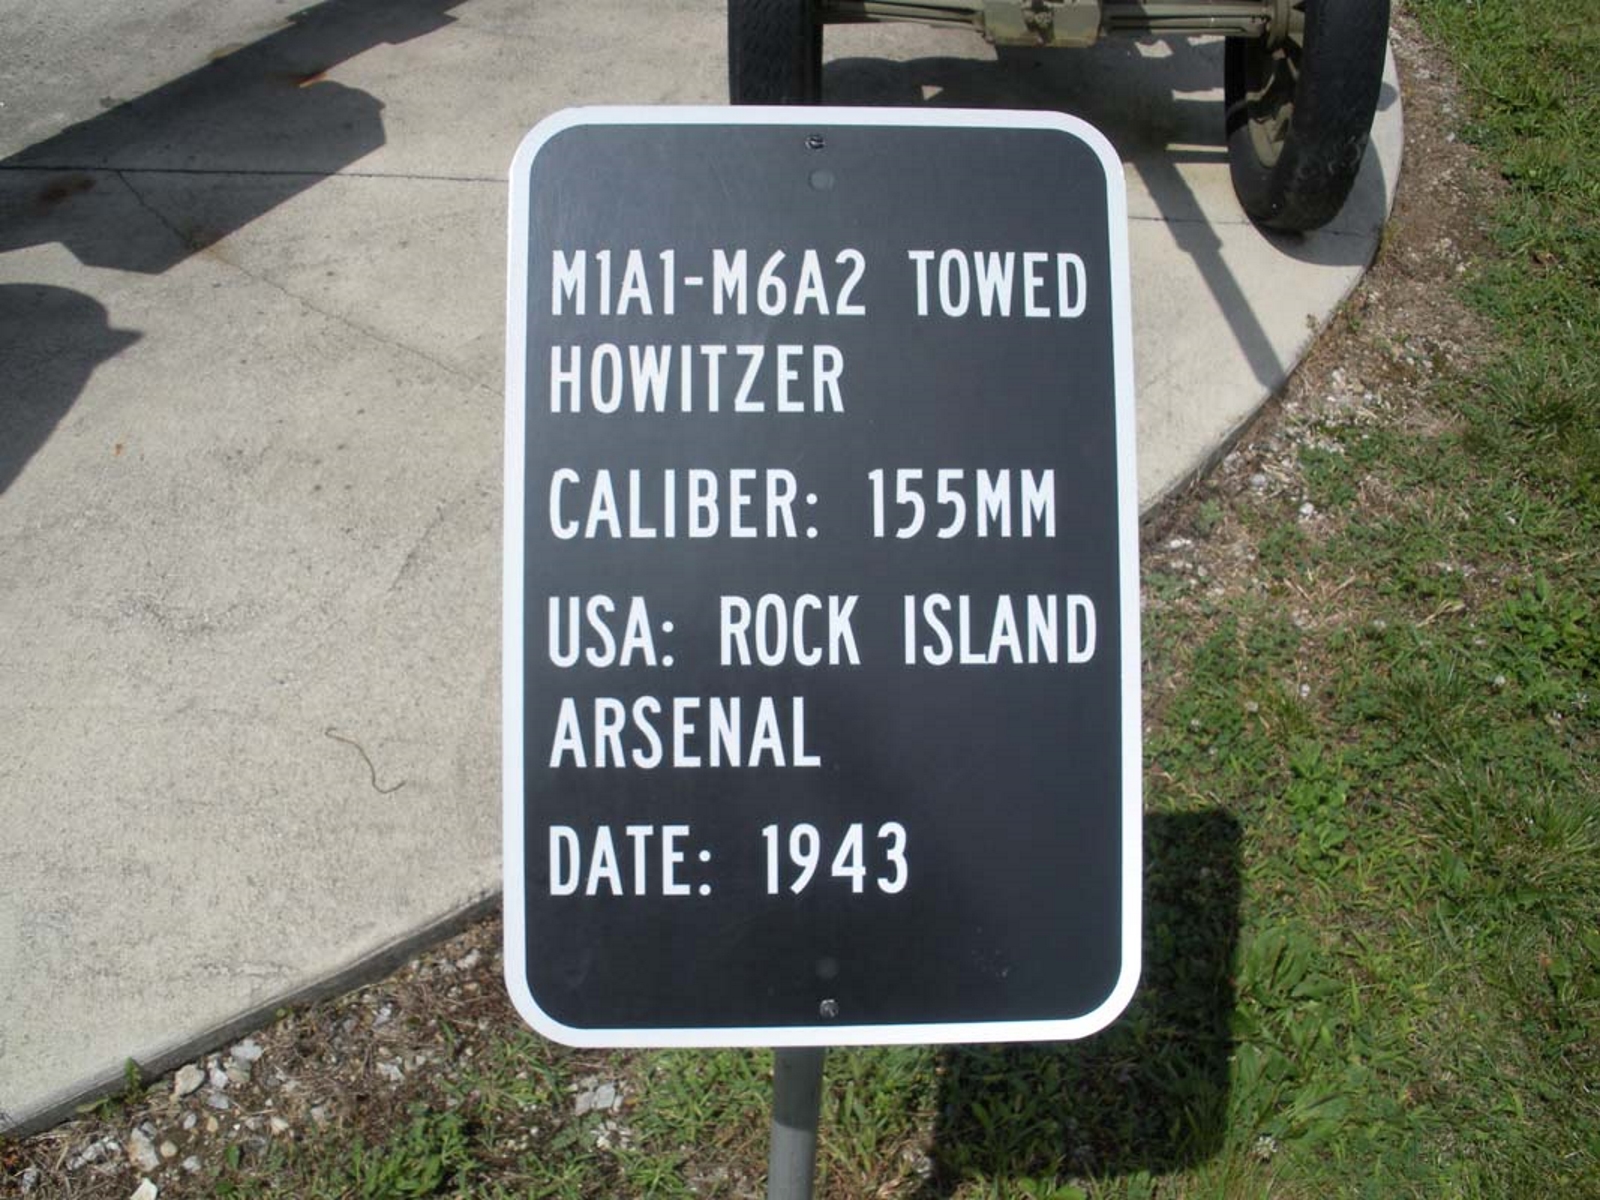 M1A1-M6A2 TOWED
HOWITZER
CALIBER: 155MM
USA: ROCK ISLAND
ARSENAL
DATE: 1943